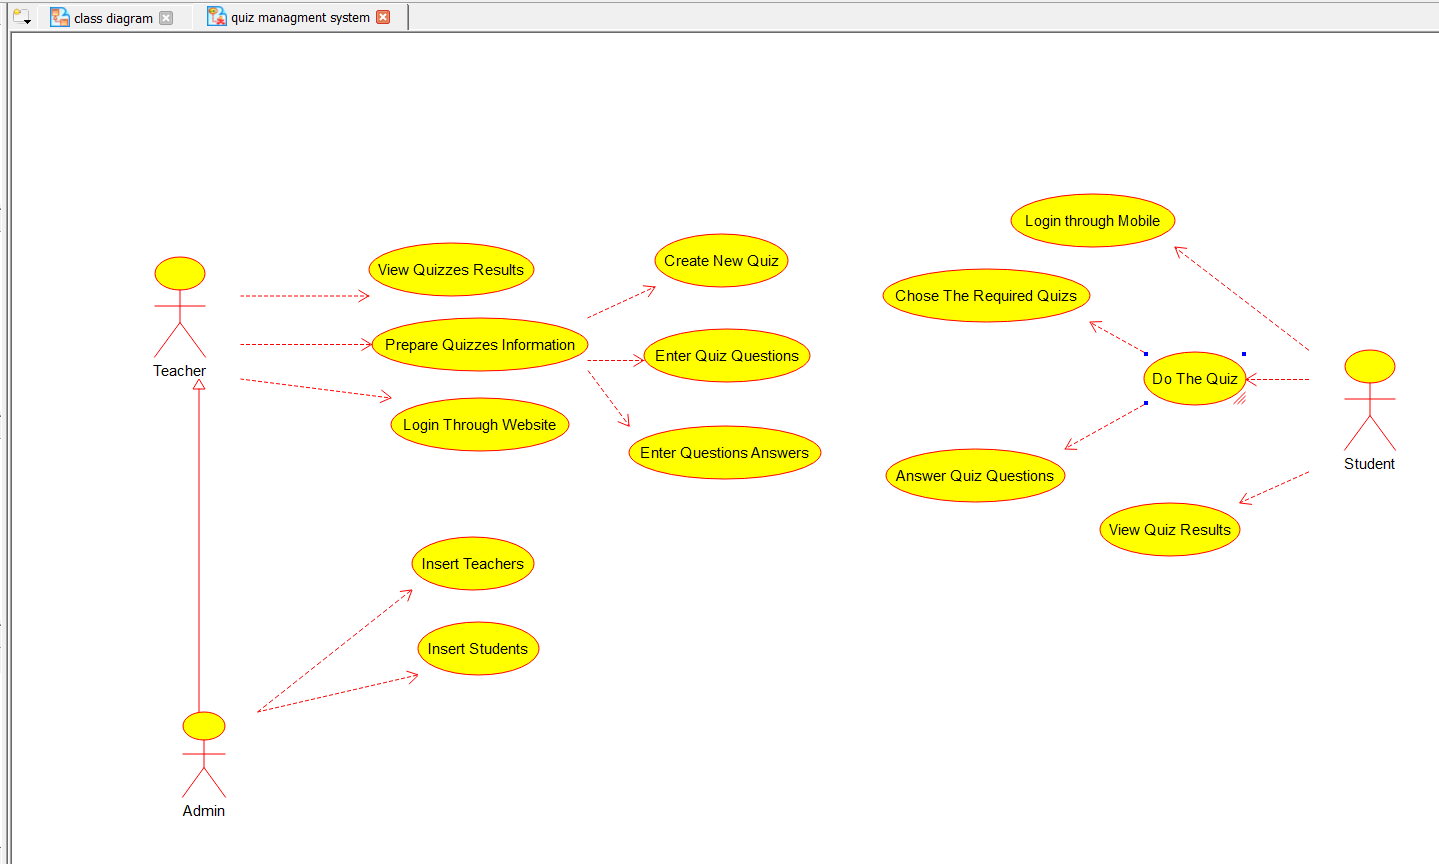 class diagram
quiz managment system
Login through Mobile
View Quizzes Results
Create New Quiz
Chose The Required Quizs
Prepare Quizzes Information
Enter Quiz Questions
Teacher
Do The Quiz
Login Through Website
Enter Questions Answers
Student
Answer Quiz Questions
View Quiz Results
Insert Teachers
Insert Students
Admin